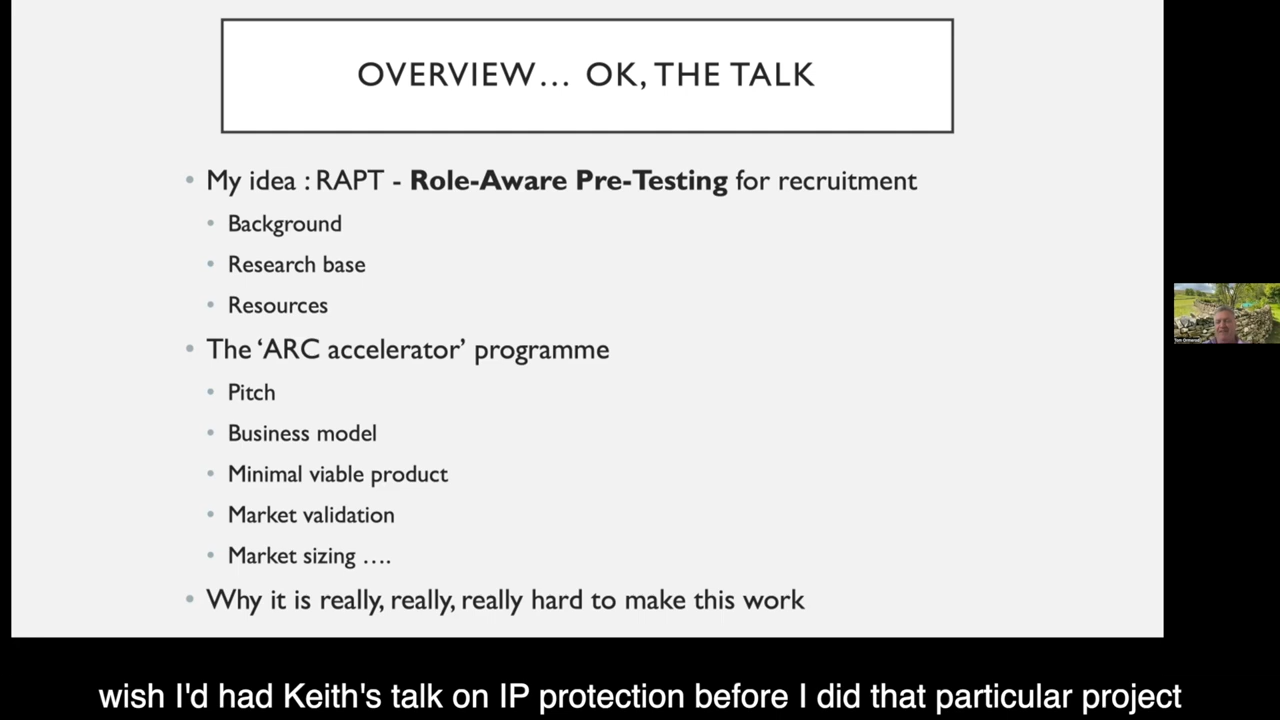 OVERVIEW... OK, THE TALK
• My idea : RAPT - Role-Aware Pre-Testing for recruitment
• Background
• Research base
• Resources
• The ‘ARC accelerator’ programme
• Pitch
• Business model
• Minimal viable product
• Market validation
• Market sizing ....
• Why it is really, really, really hard to make this work
wish I'd had Keith's talk on IP protection before I did that particular project